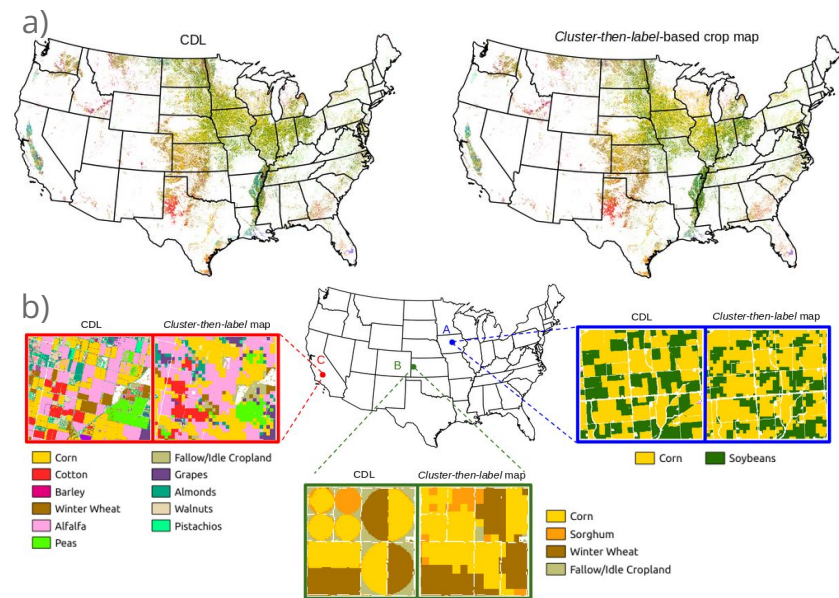 a)
CDL
Cluster-then-label-based crop map
b)
CDL
Cluster-then-label map
A
B
C
CDL
Cluster-then-label map
Corn
Cotton
Barley
Winter Wheat
Alfalfa
Peas
Fallow/Idle Cropland
Grapes
Almonds
Walnuts
Pistachios
Corn
Soybeans
CDL
Cluster-then-label map
Corn
Sorghum
Winter Wheat
Fallow/Idle Cropland